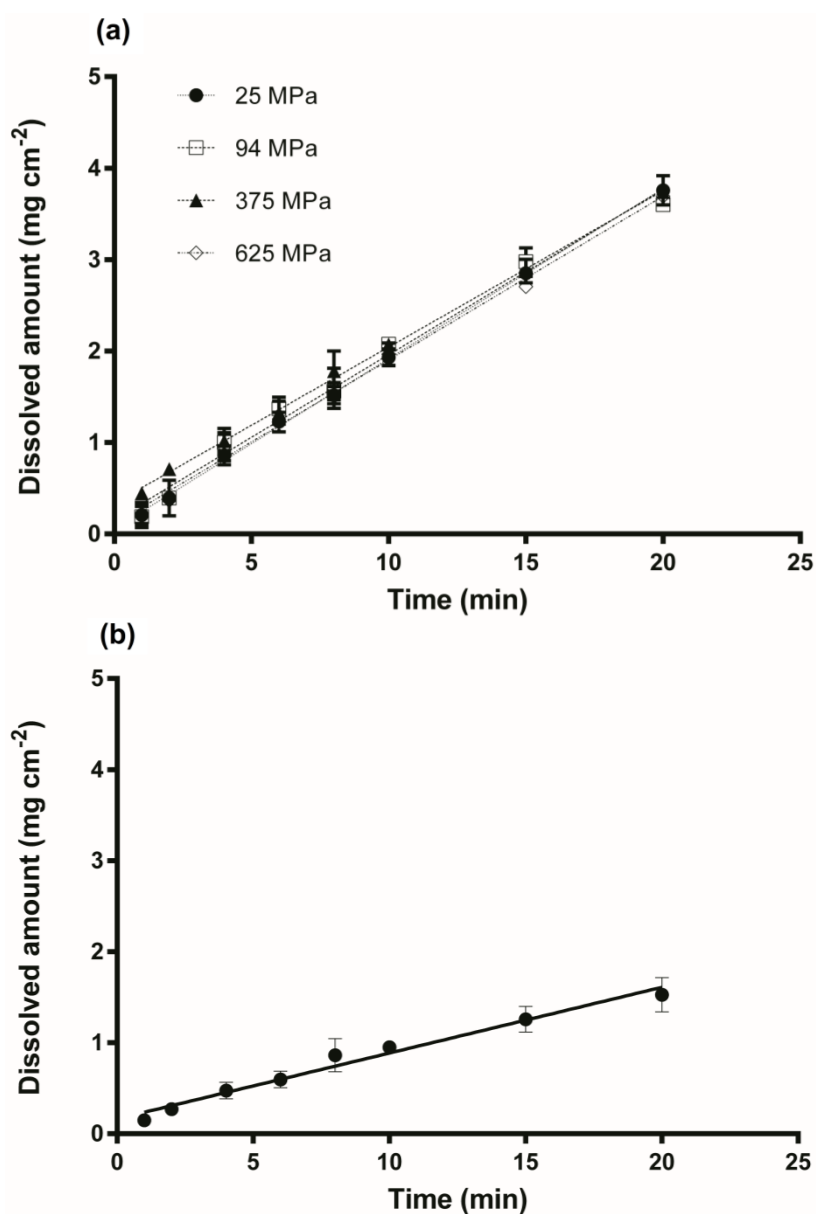 (a)
5
4
3
2
1
0
Dissolved amount (mg cm-2)
25 MPa
94 MPa
375 MPa
625 MPa
0 5 10 15 20 25
Time (min)
(b)
5
4
3
2
1
0
Dissolved amount (mg cm-2)
0 5 10 15 20 25
Time (min)